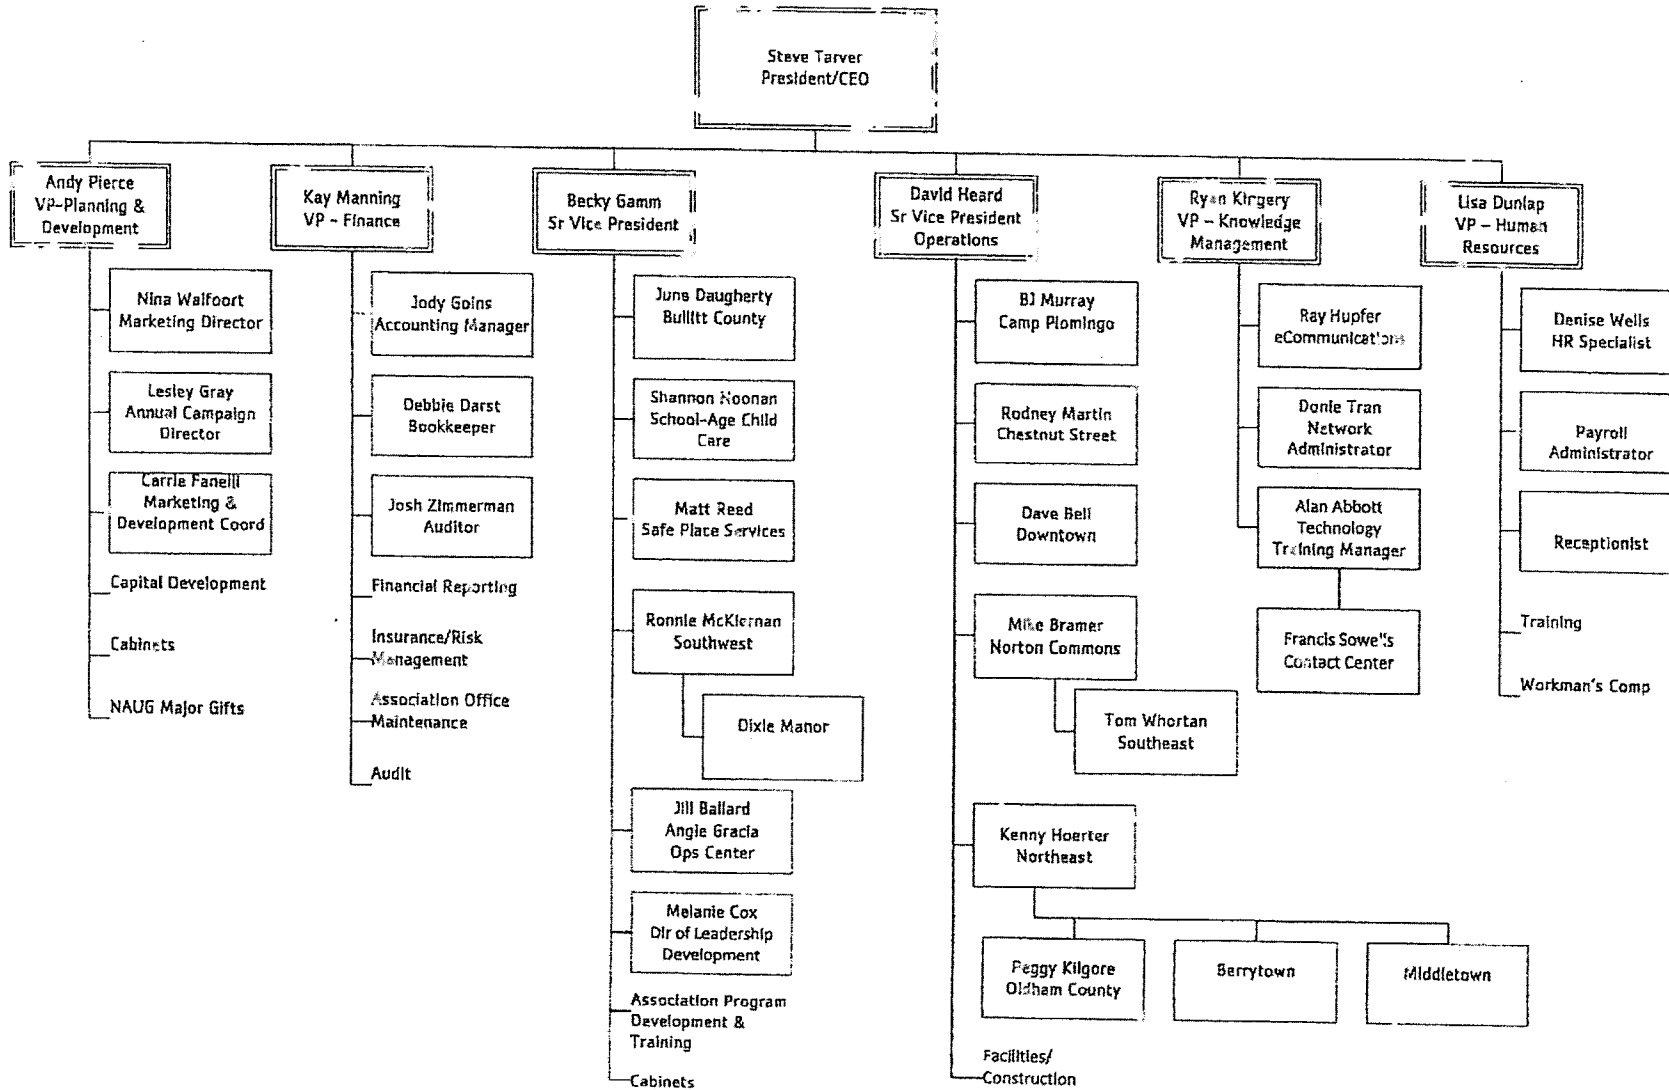 Steve Tarver
President/CEO
Andy Pierce
VP-Planning &
Development
Kay Manning
VP - Finance
Becky Gamm
Sr Vice President
David Heard
Sr Vice President
Operations
Ryan Kingery
VP - Knowledge
Management
Lisa Dunlap
VP - Human
Resources
Nina Walfoort
Marketing Director
Lesley Gray
Annual Campaign
Director
Carrie Fanelli
Marketing &
Development Coord
Capital Development
Cabinets
NAUG Major Gifts
Jody Goins
Accounting Manager
Debbie Darst
Bookkeeper
Josh Zimmerman
Auditor
Financial Reporting
Insurance/Risk
Management
Association Office
Maintenance
Audit
June Daugherty
Bullitt County
Shannon Noonan
School-Age Child
Care
Matt Reed
Safe Place Services
Ronnie McKiernan
Southwest
Dixie Manor
Jill Ballard
Angie Gracia
Ops Center
Melanie Cox
Dir of Leadership
Development
Association Program
Development &
Training
Cabinets
BJ Murray
Camp Piomingo
Rodney Martin
Chestnut Street
Dave Bell
Downtown
Mike Bramer
Norton Commons
Tom Whortan
Southeast
Kenny Hoerter
Northeast
Peggy Kilgore
Oldham County
Berrytown
Middletown
Facilities/
Construction
Ray Hupfer
eCommunications
Donie Tran
Network
Administrator
Alan Abbott
Technology
Training Manager
Francis Sowells
Contact Center
Denise Wells
HR Specialist
Payroll
Administrator
Receptionist
Training
Workman's Comp